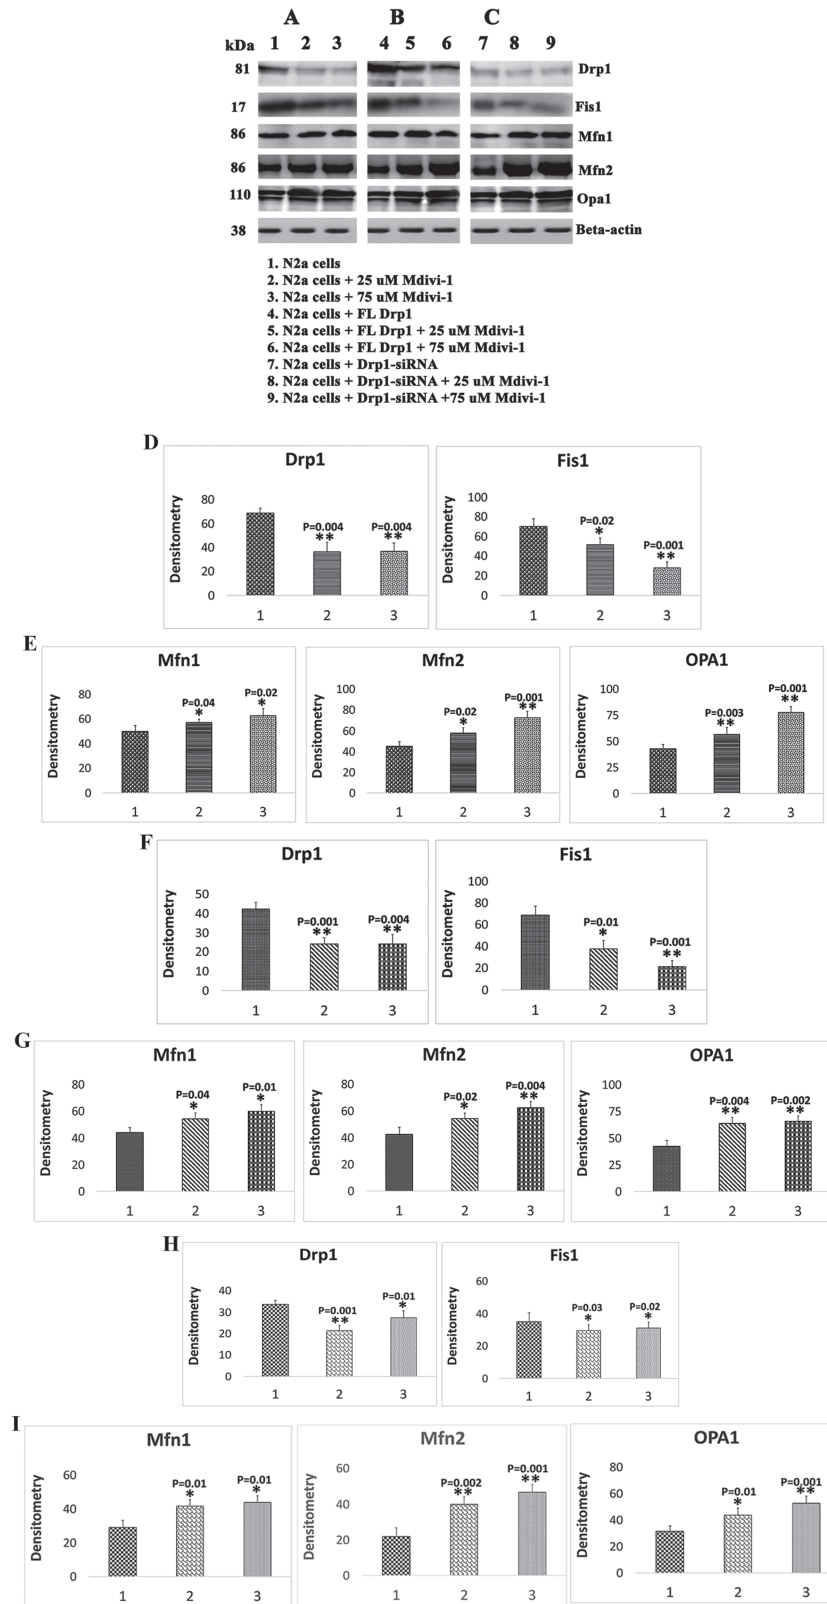 A B C
kDa 1 2 3 4 5 6 7 8 9
81 Drp1
17 Fis1
86 Mfn1
86 Mfn2
110 Opa1
38 Beta-actin
1. N2a cells
2. N2a cells + 25 uM Mdivi-1
3. N2a cells + 75 uM Mdivi-1
4. N2a cells + FL Drp1
5. N2a cells + FL Drp1 + 25 uM Mdivi-1
6. N2a cells + FL Drp1 + 75 uM Mdivi-1
7. N2a cells + Drp1-siRNA
8. N2a cells + Drp1-siRNA + 25 uM Mdivi-1
9. N2a cells + Drp1-siRNA +75 uM Mdivi-1
D
Drp1
Densitometry
80
60
40
20
0
P=0.004
**
P=0.004
**
1 2 3
Fis1
Densitometry
100
80
60
40
20
0
P=0.02
*
P=0.001
**
1 2 3
E
Mfn1
Densitometry
80
60
40
20
0
P=0.04
*
P=0.02
*
1 2 3
Mfn2
Densitometry
100
80
60
40
20
0
P=0.02
*
P=0.001
**
1 2 3
OPA1
Densitometry
100
75
50
25
0
P=0.003
**
P=0.001
**
1 2 3
F
Drp1
Densitometry
50
40
30
20
10
0
P=0.001
**
P=0.004
**
1 2 3
Fis1
Densitometry
100
80
60
40
20
0
P=0.01
*
P=0.001
**
1 2 3
G
Mfn1
Densitometry
80
60
40
20
0
P=0.04
*
P=0.01
*
1 2 3
Mfn2
Densitometry
80
60
40
20
0
P=0.02
*
P=0.004
**
1 2 3
OPA1
Densitometry
100
75
50
25
0
P=0.004
**
P=0.002
**
1 2 3
H
Drp1
Densitometry
40
30
20
10
0
P=0.001
**
P=0.01
*
1 2 3
Fis1
Densitometry
60
40
20
0
P=0.03
*
P=0.02
*
1 2 3
I
Mfn1
Densitometry
60
40
20
0
P=0.01
*
P=0.01
*
1 2 3
Mfn2
Densitometry
60
40
20
0
P=0.002
**
P=0.001
**
1 2 3
OPA1
Densitometry
80
60
40
20
0
P=0.01
*
P=0.001
**
1 2 3